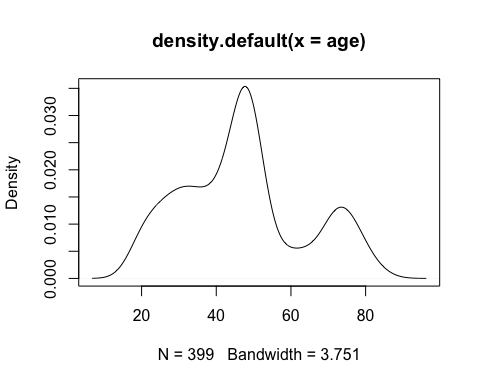 density.default(x = age)
Density
0.030
0.020
0.010
0.000
20 40 60 80
N = 399 Bandwidth = 3.751